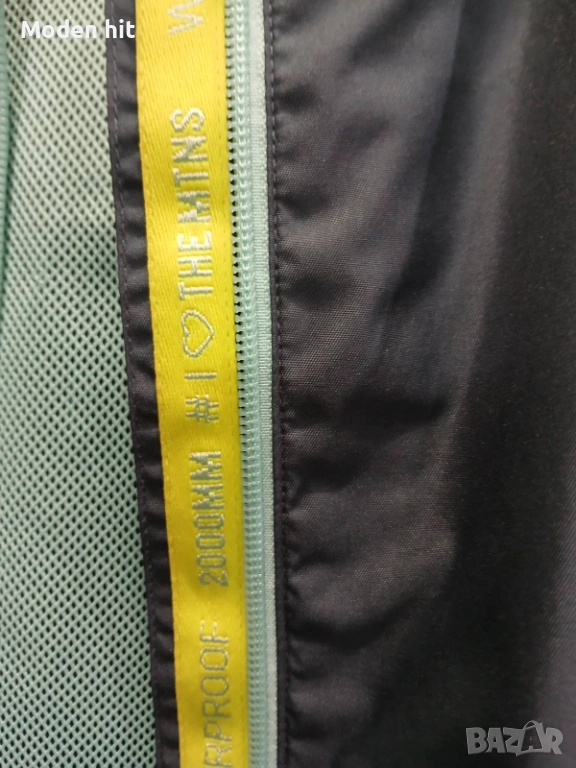 Moden hit
RPROOF 2000MM #I♡THEMTNS
BAZAR